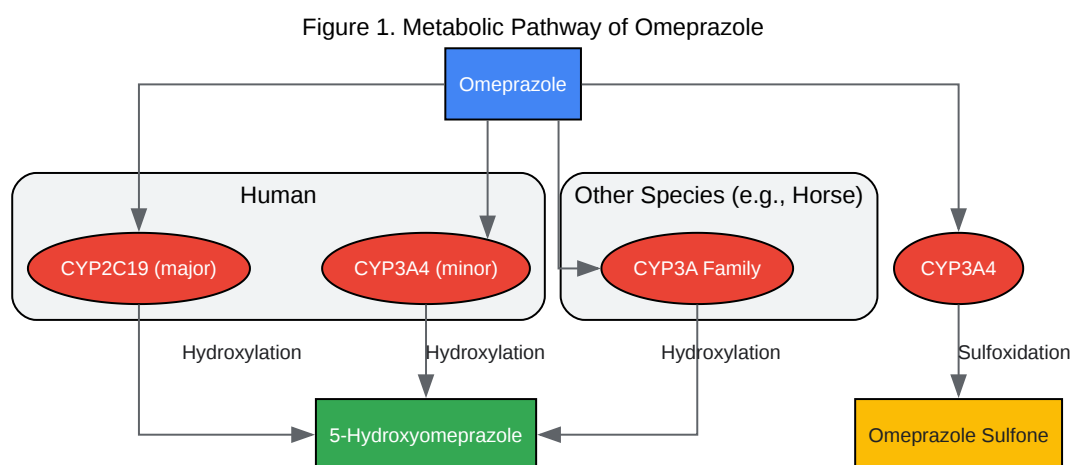 Figure 1. Metabolic Pathway of Omeprazole
Omeprazole
Human
Other Species (e.g., Horse)
CYP2C19 (major)
CYP3A4 (minor)
CYP3A Family
CYP3A4
Hydroxylation
Hydroxylation
Hydroxylation
Sulfoxidation
5-Hydroxyomeprazole
Omeprazole Sulfone